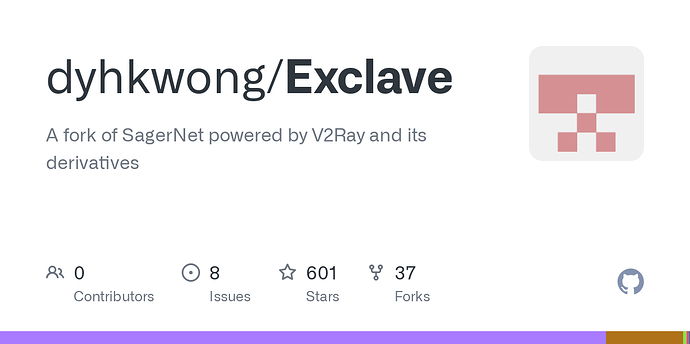 dyhkwong/Exclave
A fork of SagerNet powered by V2Ray and its
derivatives
0
Contributors
8
Issues
601
Stars
37
Forks